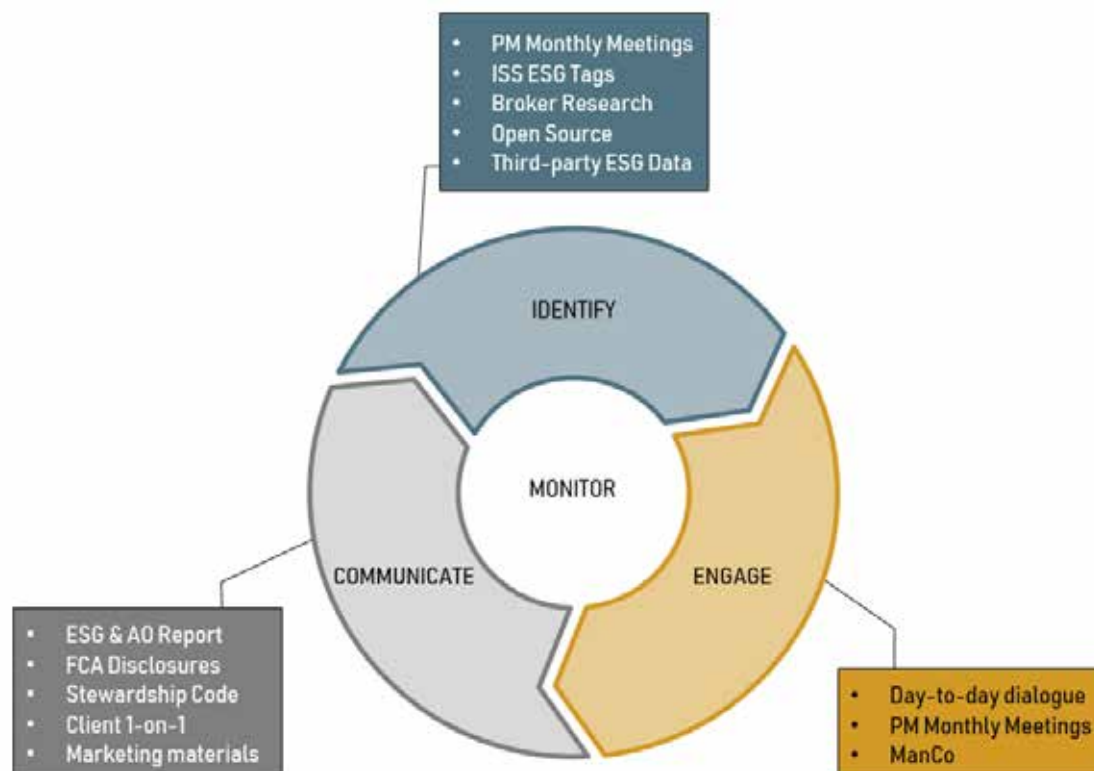 • PM Monthly Meetings
• ISS ESG Tags
• Broker Research
• Open Source
• Third-party ESG Data
IDENTIFY
MONITOR
COMMUNICATE
ENGAGE
• ESG & AO Report
• FCA Disclosures
• Stewardship Code
• Client 1-on-1
• Marketing materials
• Day-to-day dialogue
• PM Monthly Meetings
• ManCo